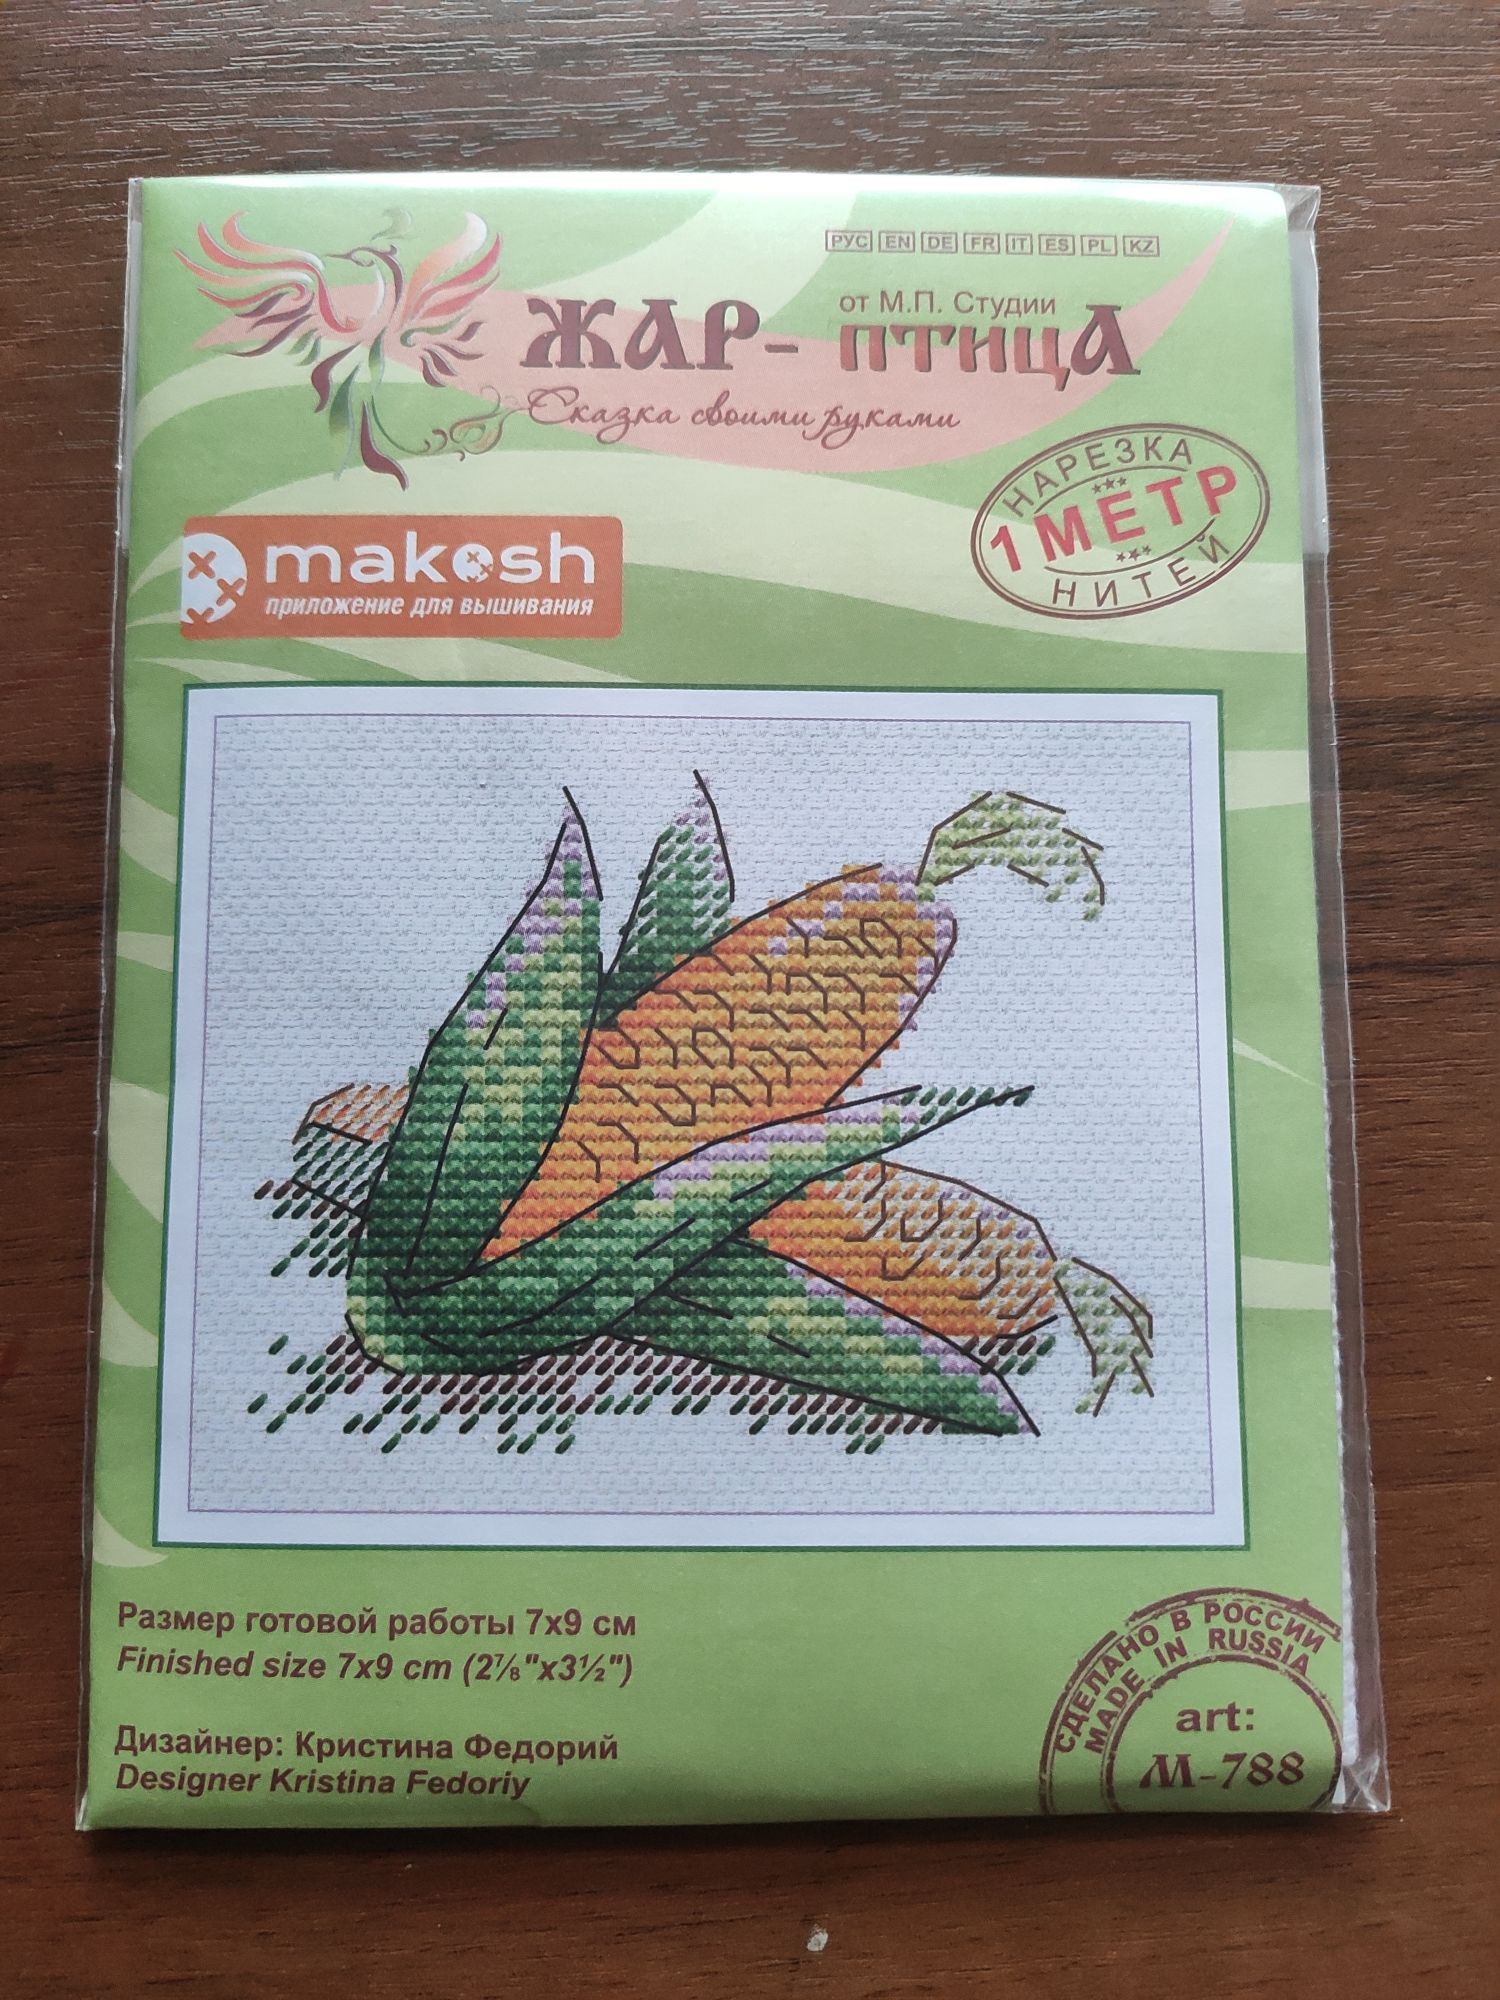 РУС EN DE FR IT ES PL KZ
от М.П. Студии
ЖАР-ПТИЦА
Сказка своими руками
НАРЕЗКА
1 МЕТР
НИТЕЙ
makosh
приложение для вышивания
Размер готовой работы 7х9 см
Finished size 7x9 cm (2⅞"x3½")
Дизайнер: Кристина Федорий
Designer Kristina Fedoriy
СДЕЛАНО В РОССИИ
MADE IN RUSSIA
art:
М-788